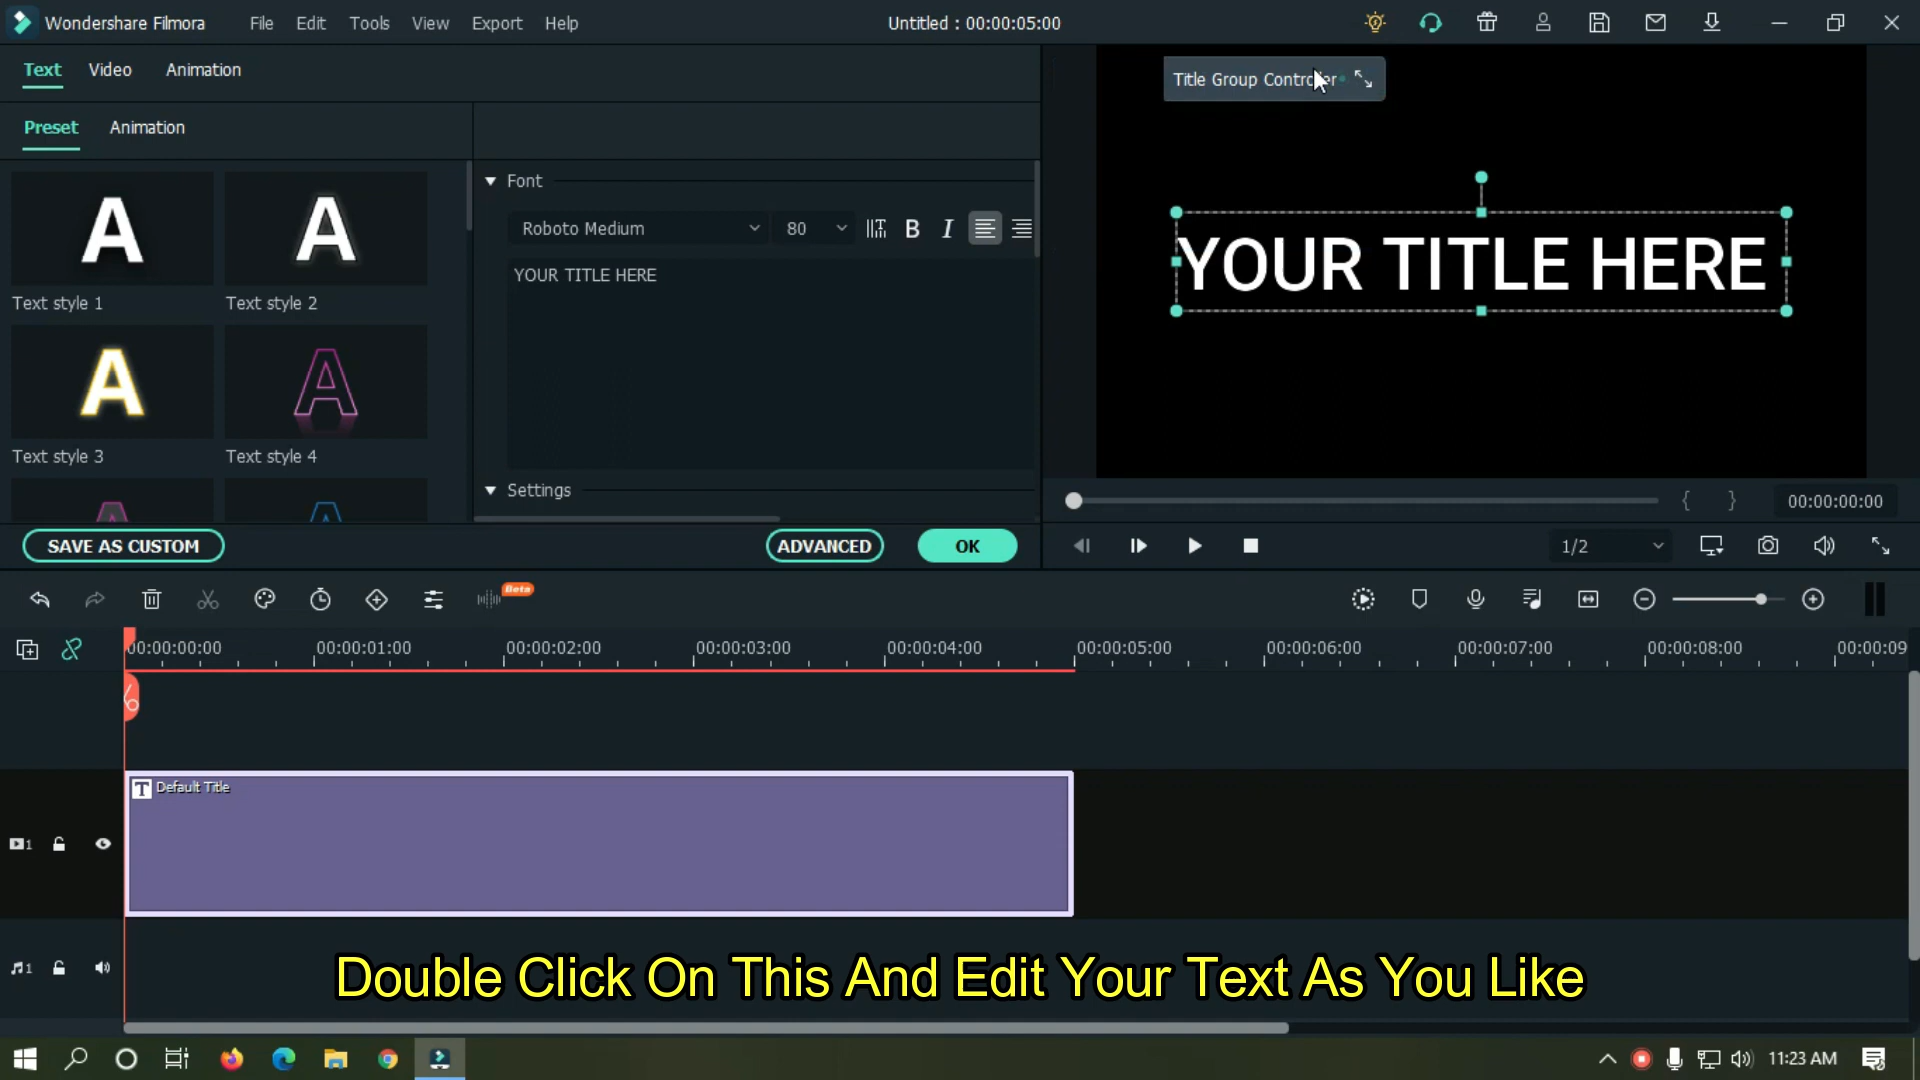 Wondershare Filmora File Edit Tools View Export Help Untitled : 00:00:05:00
Text Video Animation
Title Group Controller
Preset Animation
Font
Roboto Medium 80 B I
YOUR TITLE HERE
YOUR TITLE HERE
A A
Text style 1 Text style 2
A A
Text style 3 Text style 4
Settings
{ } 00:00:00:00
SAVE AS CUSTOM ADVANCED OK
1/2
Beta
00:00:00:00 00:00:01:00 00:00:02:00 00:00:03:00 00:00:04:00 00:00:05:00 00:00:06:00 00:00:07:00 00:00:08:00 00:00:09
T Default Title
1
1
Double Click On This And Edit Your Text As You Like
11:23 AM